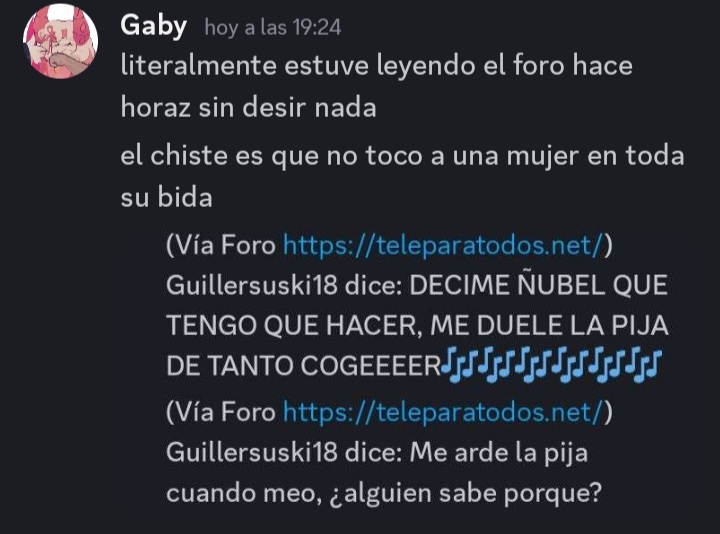 Gaby hoy a las 19:24
literalmente estuve leyendo el foro hace
horaz sin desir nada
el chiste es que no toco a una mujer en toda
su bida
(Vía Foro https://teleparatodos.net/)
Guillersuski18 dice: DECIME ÑUBEL QUE
TENGO QUE HACER, ME DUELE LA PIJA
DE TANTO COGEEEER🎶🎶🎶🎶🎶🎶
(Vía Foro https://teleparatodos.net/)
Guillersuski18 dice: Me arde la pija
cuando meo, ¿alguien sabe porque?